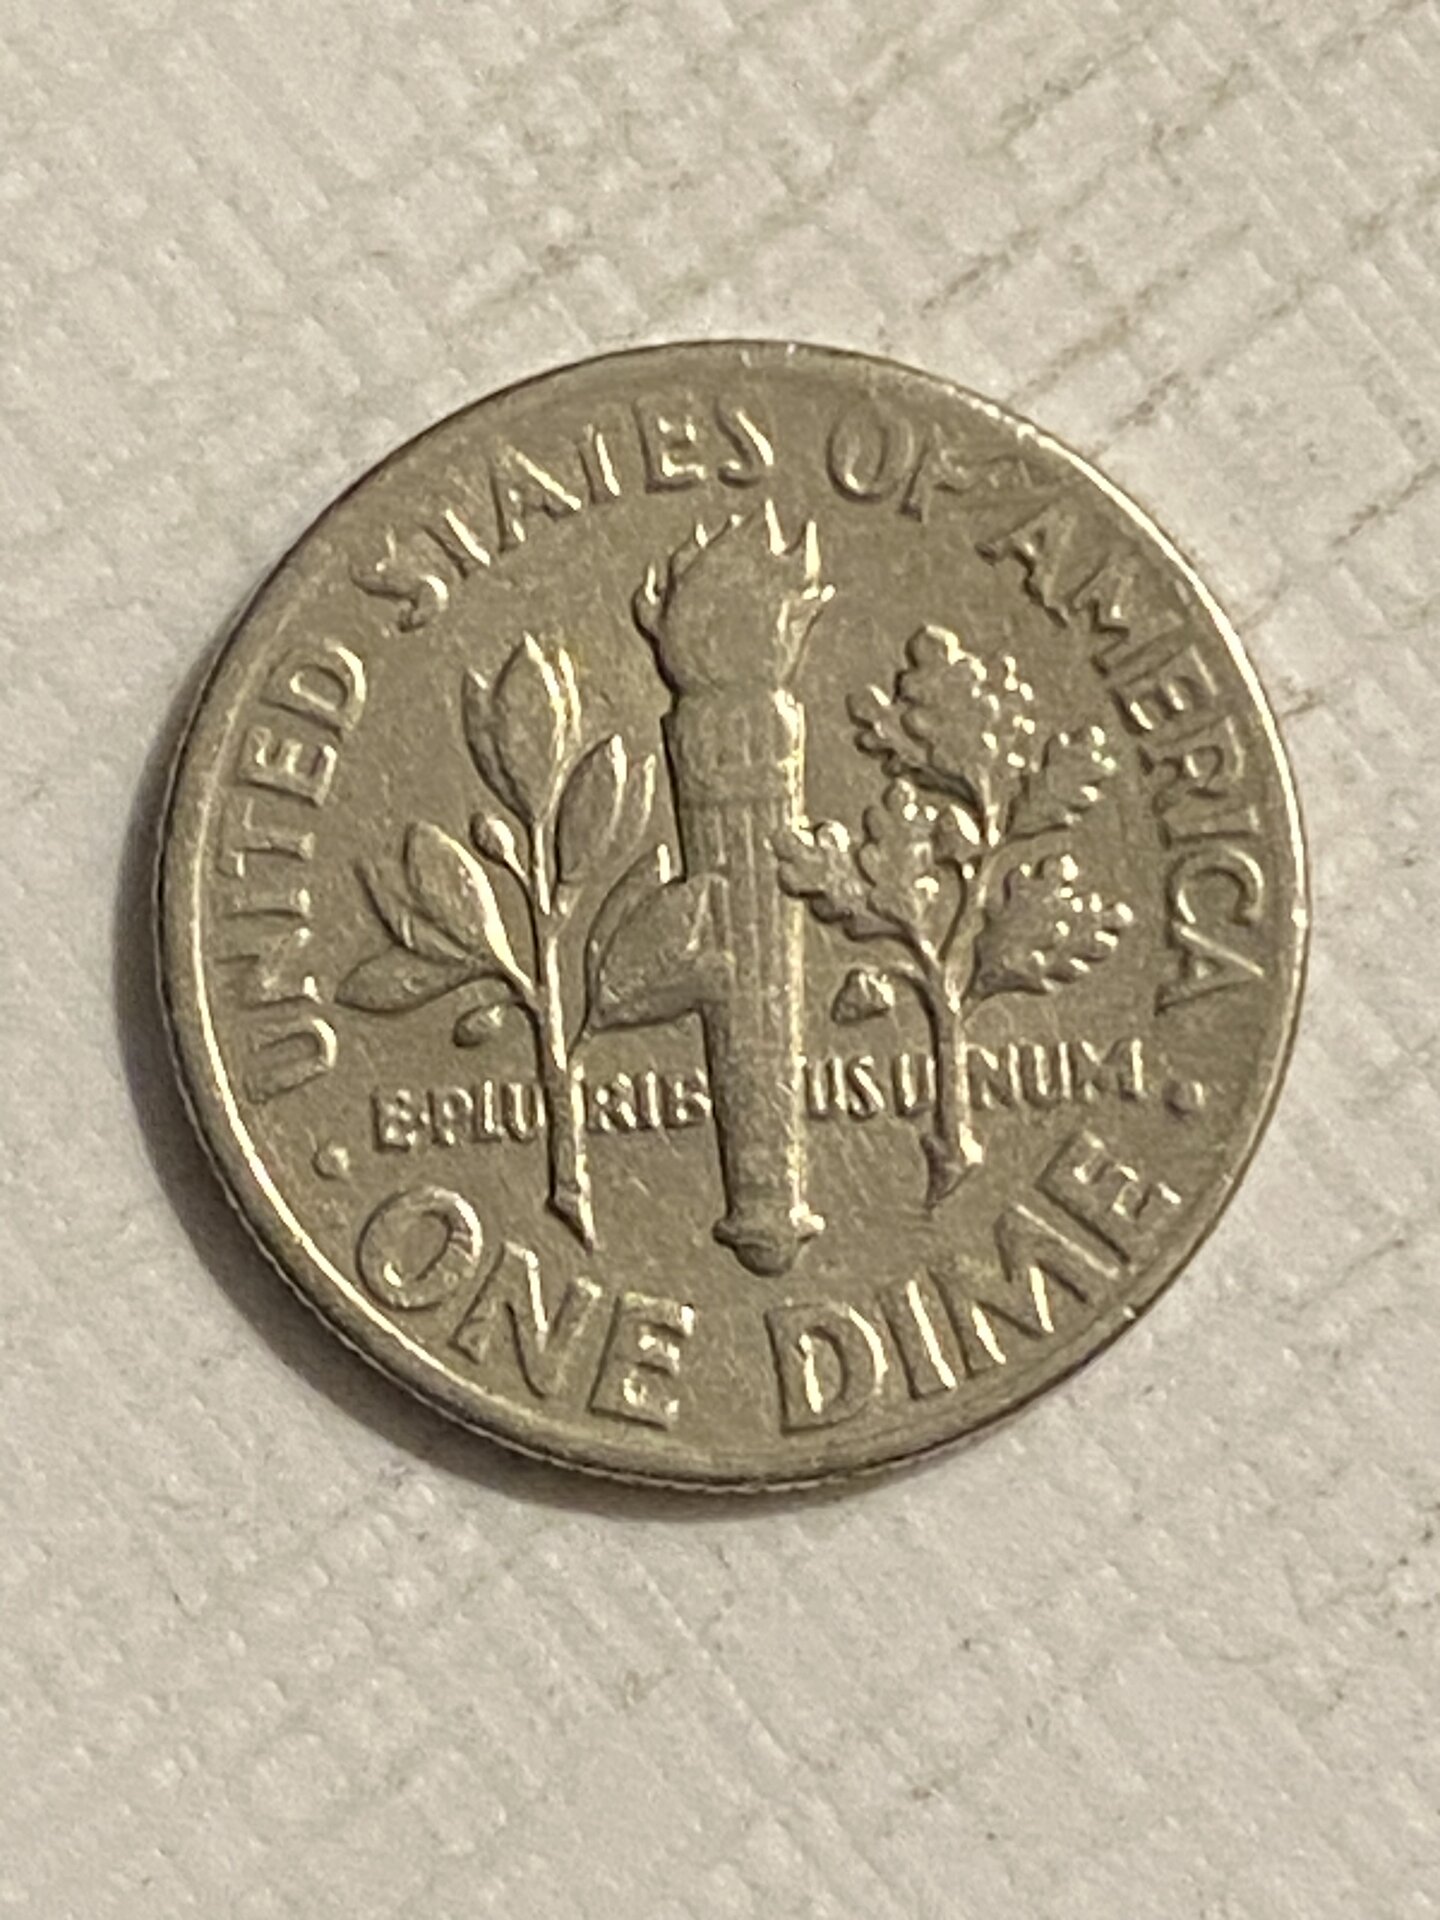 UNITED STATES OF AMERICA
E·PLURIBUS UNUM
· ONE DIME ·